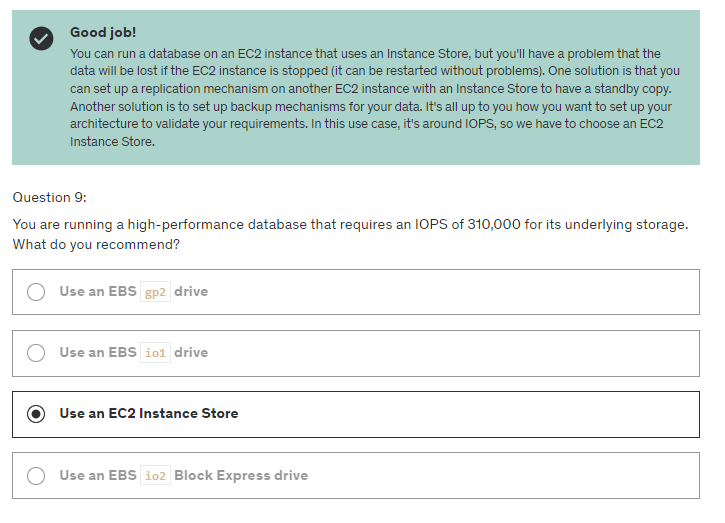 Good job!
You can run a database on an EC2 instance that uses an Instance Store, but you'll have a problem that the
data will be lost if the EC2 instance is stopped (it can be restarted without problems). One solution is that you
can set up a replication mechanism on another EC2 instance with an Instance Store to have a standby copy.
Another solution is to set up backup mechanisms for your data. It's all up to you how you want to set up your
architecture to validate your requirements. In this use case, it's around IOPS, so we have to choose an EC2
Instance Store.
Question 9:
You are running a high-performance database that requires an IOPS of 310,000 for its underlying storage.
What do you recommend?
Use an EBS gp2 drive
Use an EBS io1 drive
Use an EC2 Instance Store
Use an EBS io2 Block Express drive